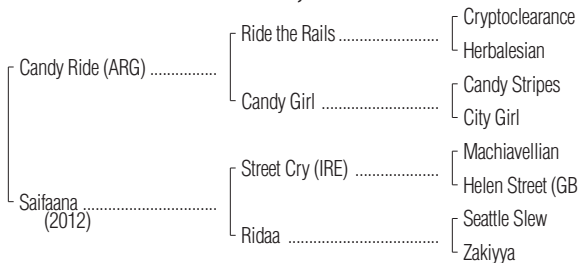 Cryptoclearance
Ride the Rails ....................
Herbalesian
Candy Ride (ARG) ...............
Candy Stripes
Candy Girl ........................
City Girl
Machiavellian
Street Cry (IRE) .................
Helen Street (GB
Saifaana ..........................
(2012)
Seattle Slew
Ridaa ..............................
Zakiyya